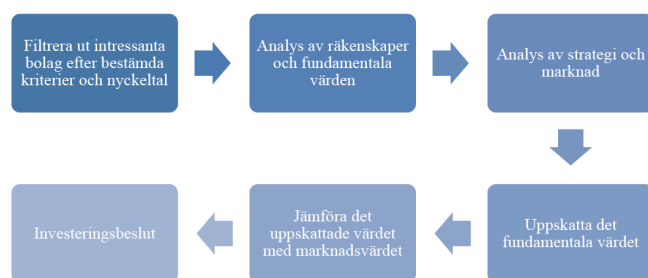 Filtrera ut intressanta
bolag efter bestämda
kriterier och nyckeltal
Analys av räkenskaper
och fundamentala
värden
Analys av strategi och
marknad
Uppskatta det
fundamentala värdet
Jämföra det
uppskattade värdet
med marknadsvärdet
Investeringsbeslut